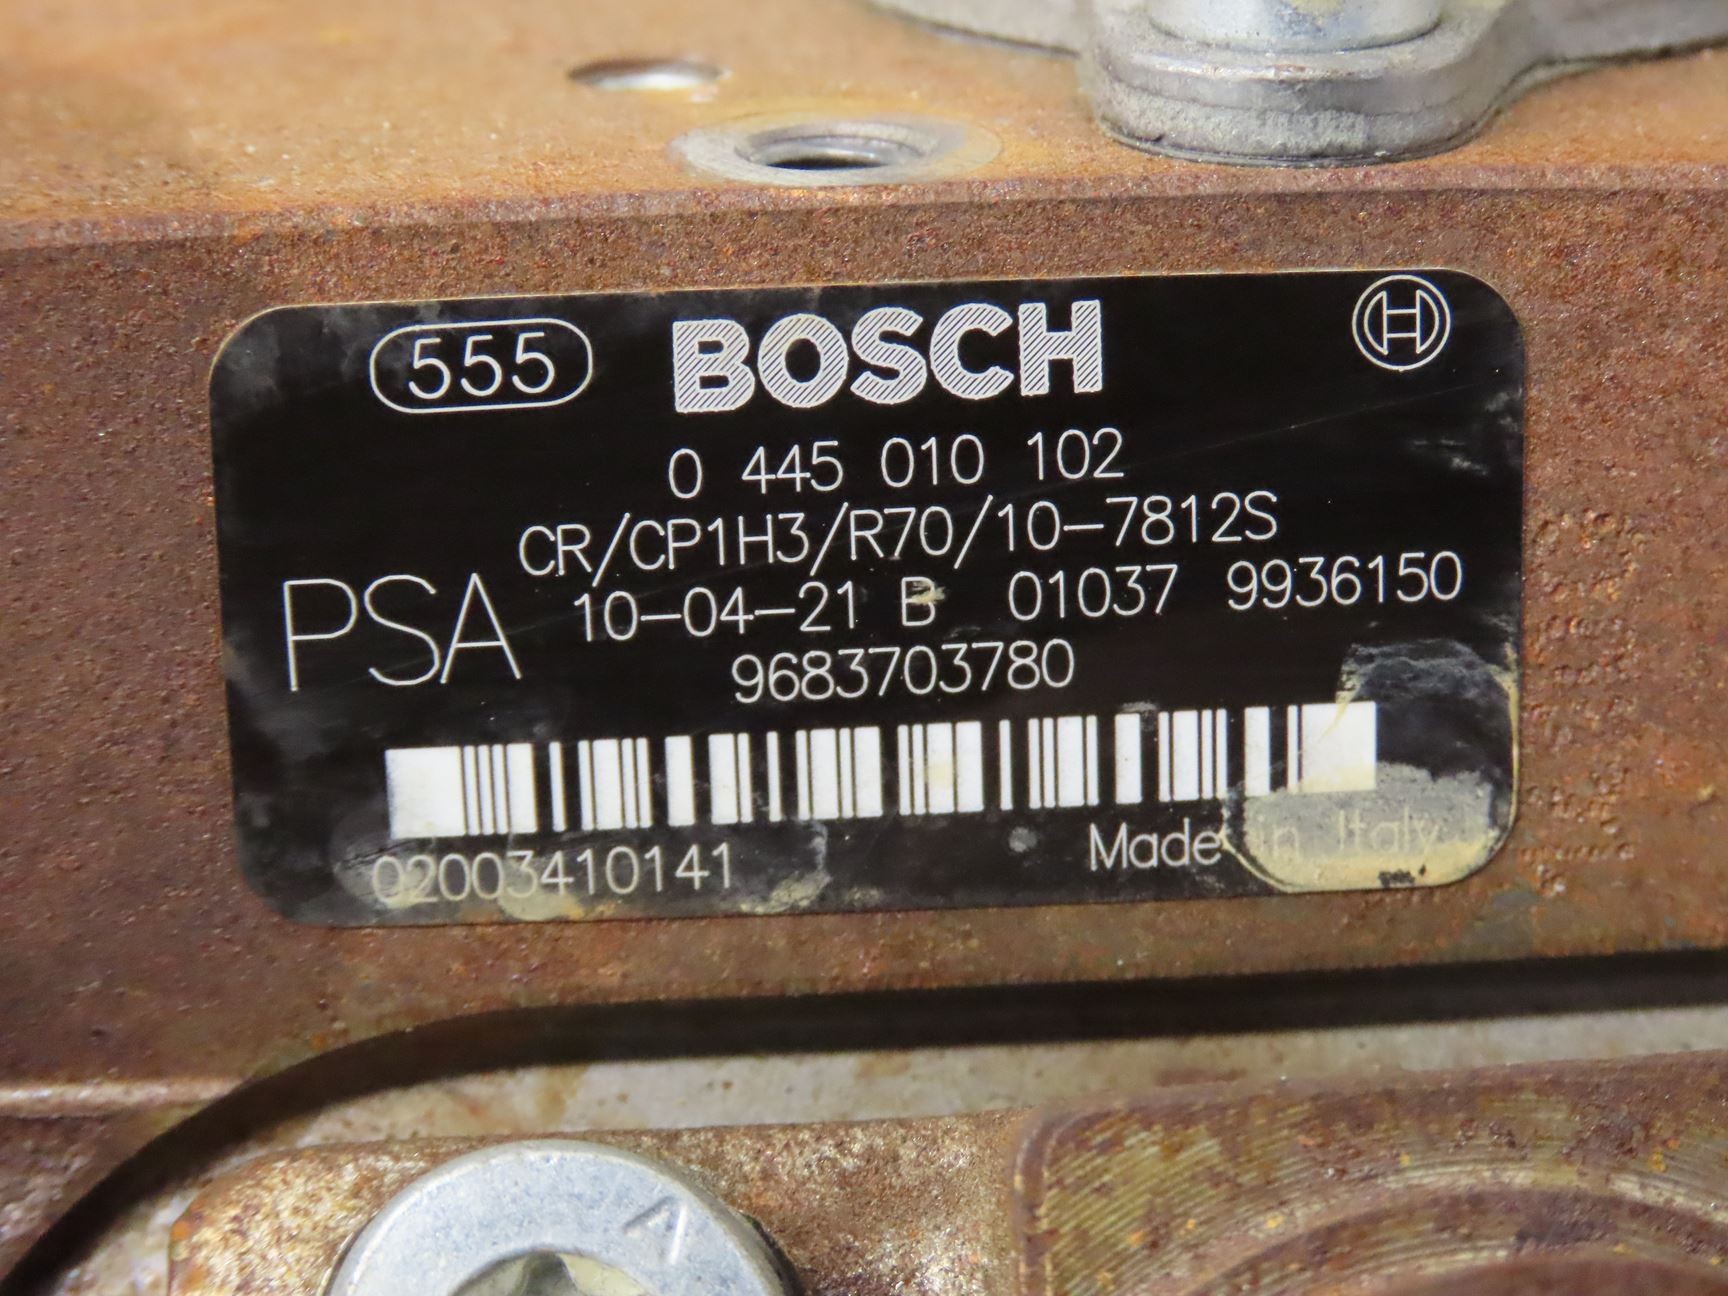 555 BOSCH
0 445 010 102
CR/CP1H3/R70/10-7812S
PSA 10-04-21 B 01037 9936150
9683703780
02003410141 Made in Italy